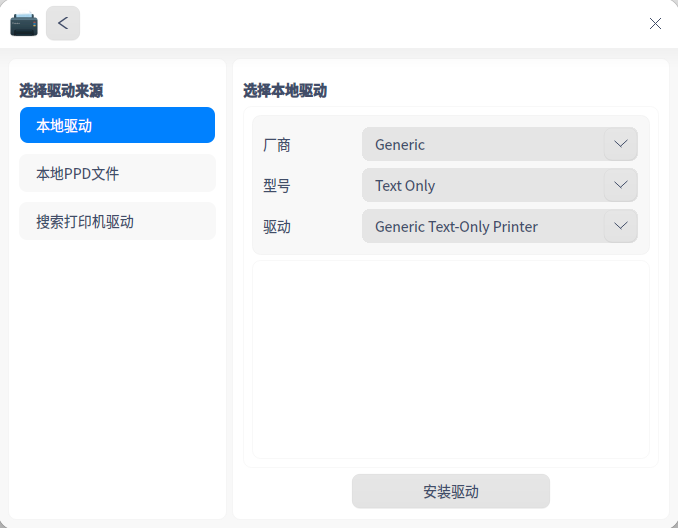 选择驱动来源
本地驱动
本地PPD文件
搜索打印机驱动
选择本地驱动
厂商 Generic
型号 Text Only
驱动 Generic Text-Only Printer
安装驱动